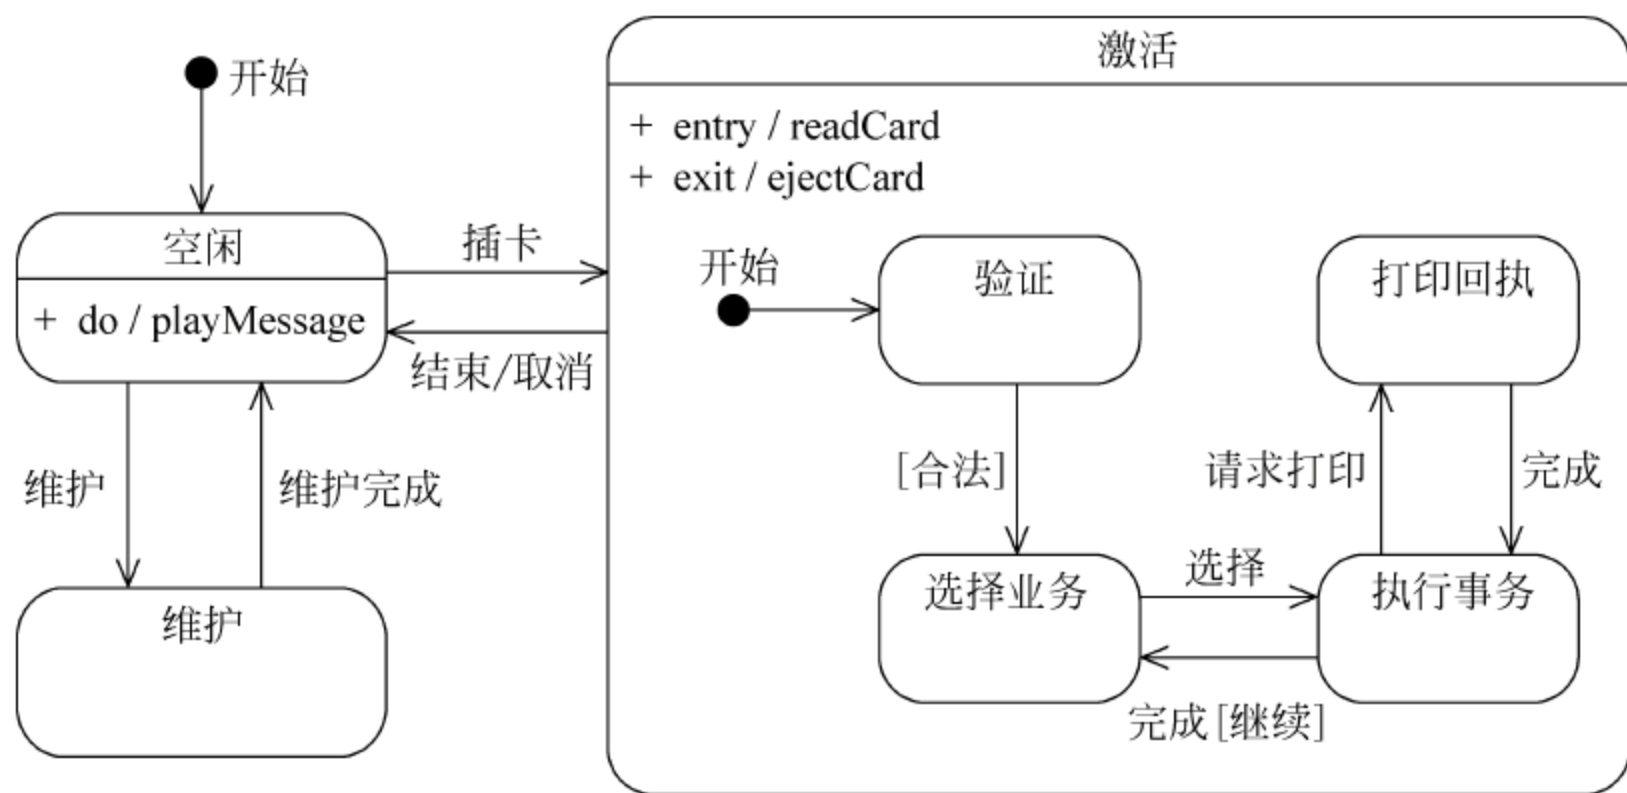 开始
激活
+ entry / readCard
+ exit / ejectCard
空闲
+ do / playMessage
插卡
结束/取消
维护
维护完成
维护
开始
验证
打印回执
[合法]
请求打印
完成
选择业务
选择
执行事务
完成[继续]